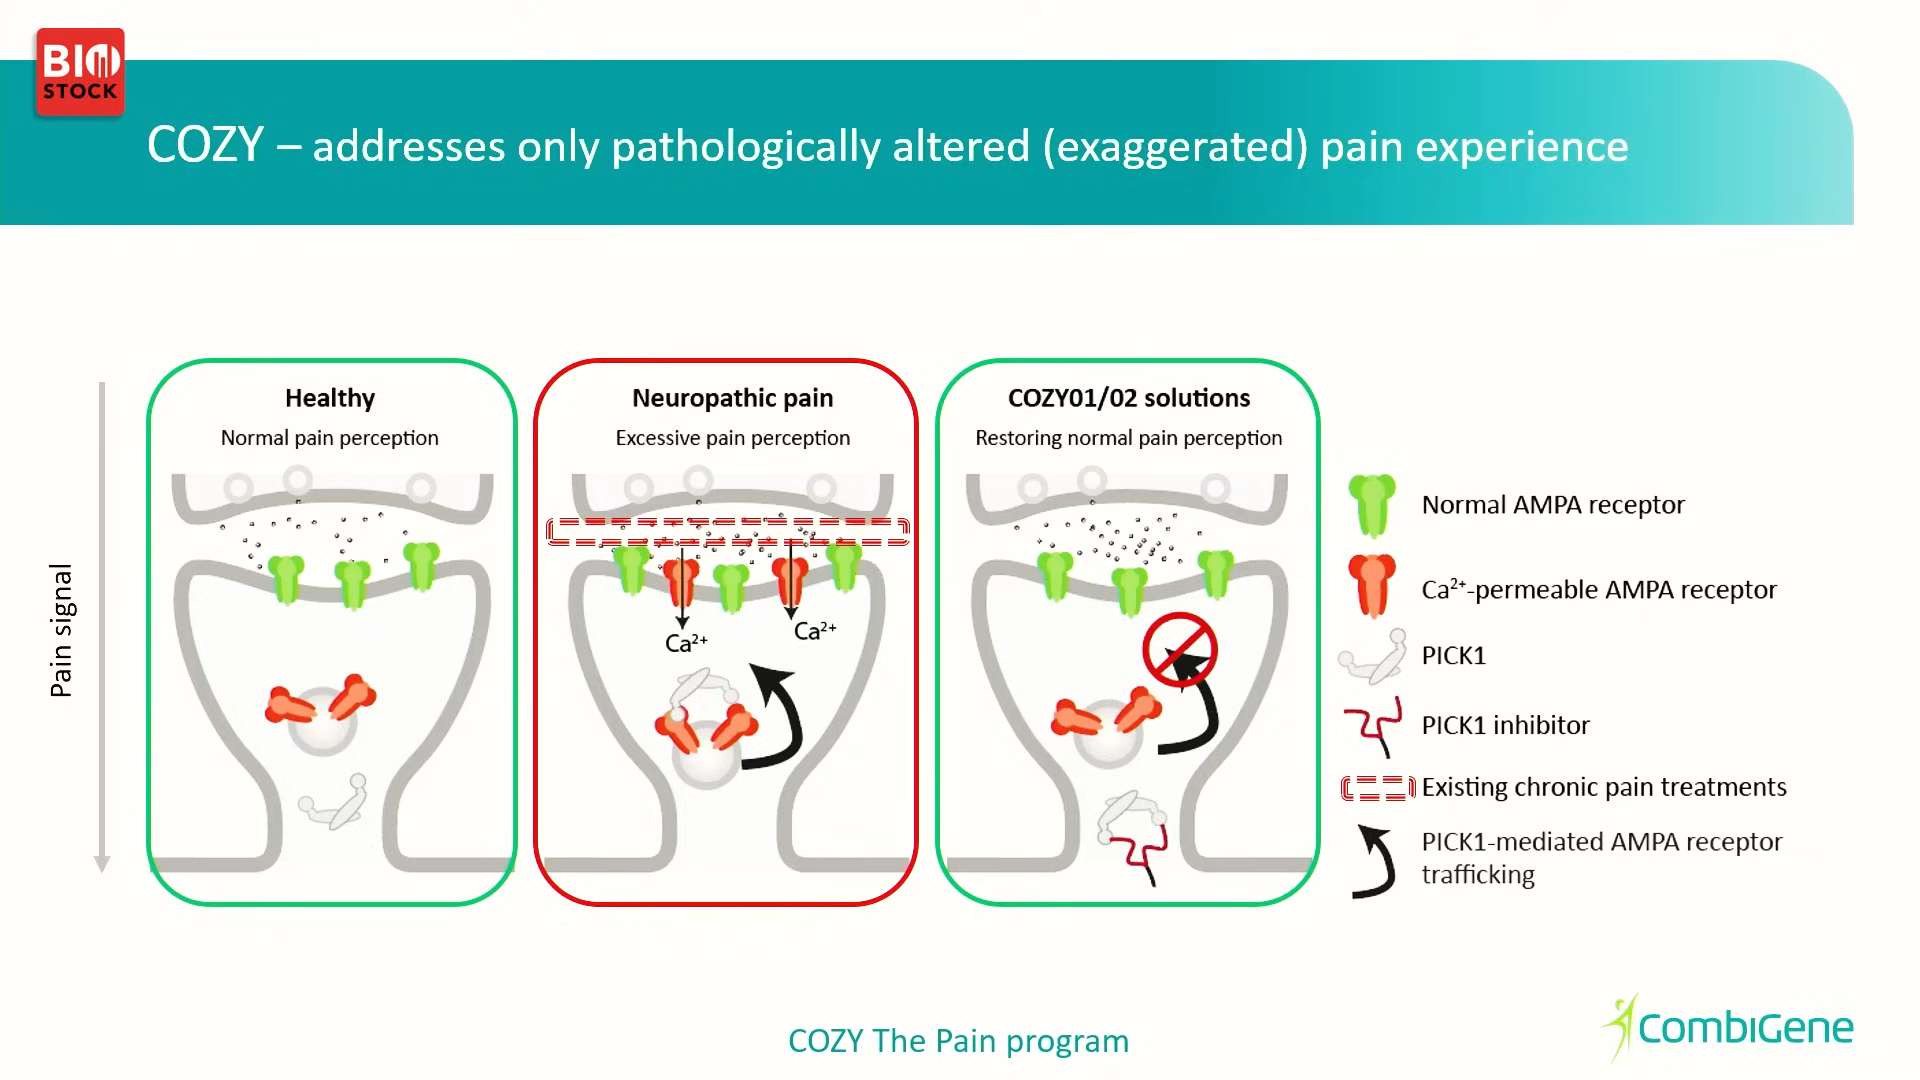 BIO
STOCK
COZY – addresses only pathologically altered (exaggerated) pain experience
Pain signal
Healthy
Normal pain perception
Neuropathic pain
Excessive pain perception
Ca²⁺
Ca²⁺
COZY01/02 solutions
Restoring normal pain perception
Normal AMPA receptor
Ca²⁺-permeable AMPA receptor
PICK1
PICK1 inhibitor
Existing chronic pain treatments
PICK1-mediated AMPA receptor
trafficking
COZY The Pain program
CombiGene